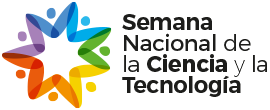 Semana
Nacional de
la Ciencia y la
Tecnología